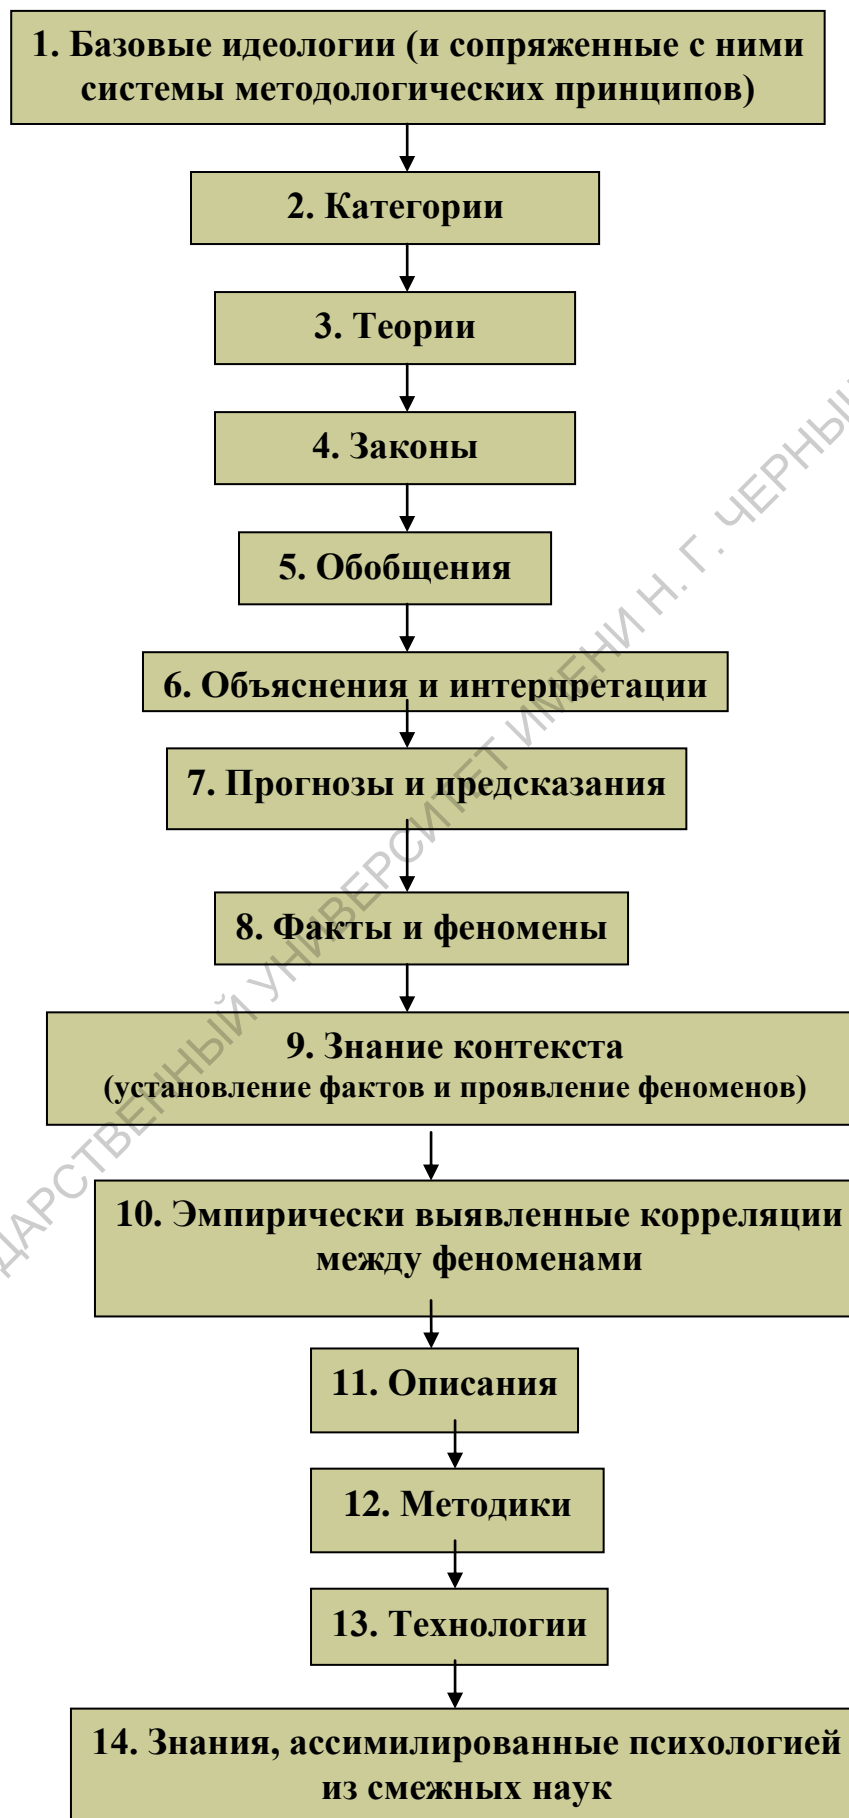 1. Базовые идеологии (и сопряженные с ними
системы методологических принципов)
2. Категории
3. Теории
4. Законы
5. Обобщения
6. Объяснения и интерпретации
7. Прогнозы и предсказания
8. Факты и феномены
9. Знание контекста
(установление фактов и проявление феноменов)
10. Эмпирически выявленные корреляции
между феноменами
11. Описания
12. Методики
13. Технологии
14. Знания, ассимилированные психологией
из смежных наук
УНИВЕРСИТЕТ ИМЕНИ Н. Г.